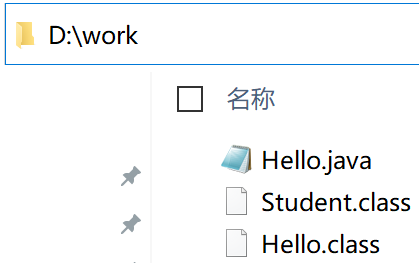 D:\work
名称
Hello.java
Student.class
Hello.class